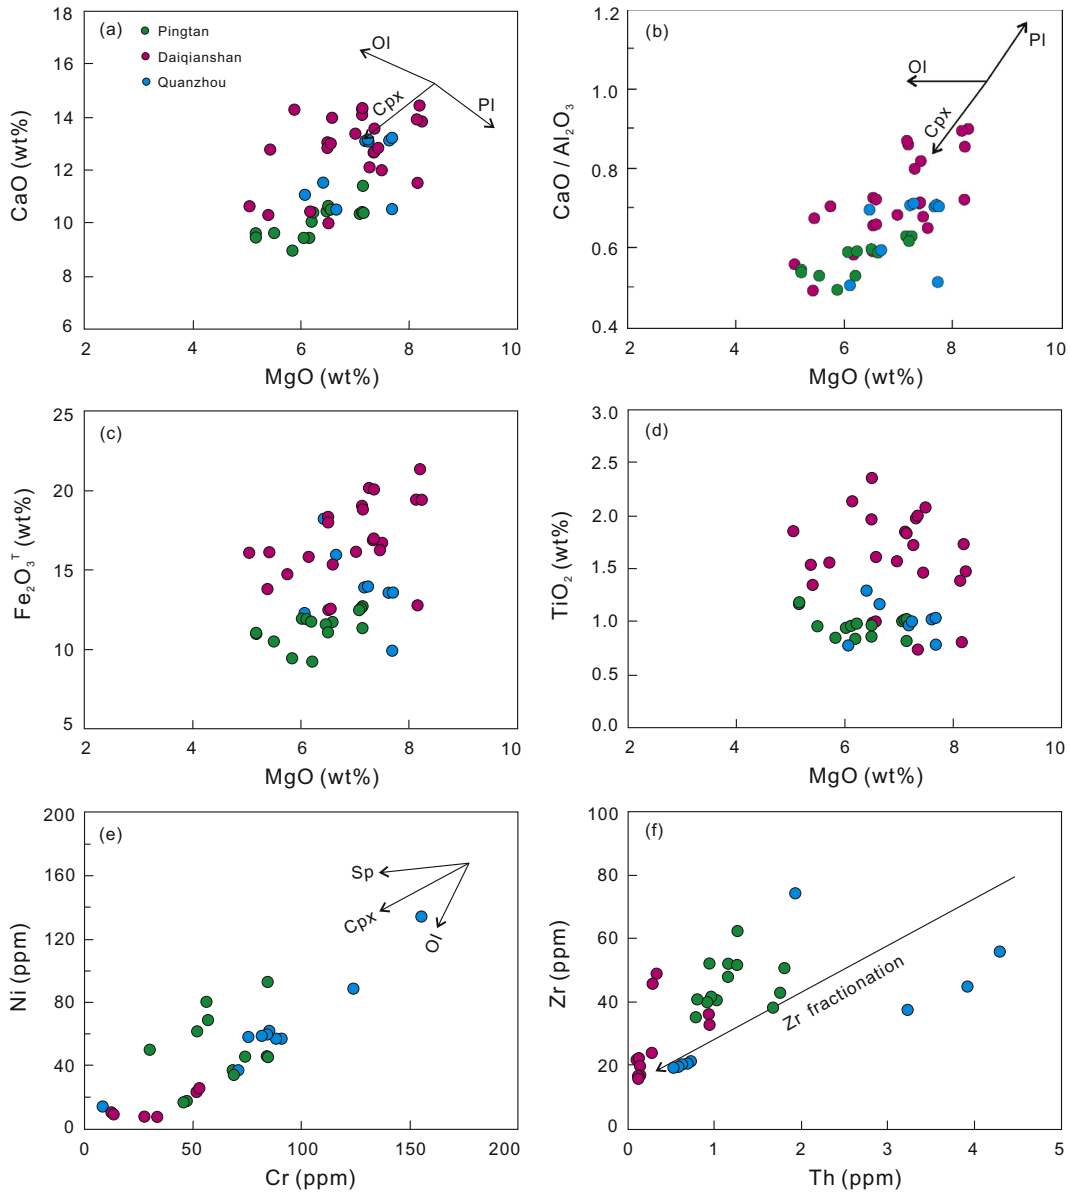 (a)
Pingtan
Daiqianshan
Quanzhou
Ol
Cpx
Pl
18
16
14
12
10
8
6
CaO (wt%)
2
4
6
8
10
MgO (wt%)
(b)
Pl
Ol
Cpx
1.2
1.0
0.8
0.6
0.4
CaO / Al₂O₃
2
4
6
8
10
MgO (wt%)
(c)
25
20
15
10
5
Fe₂O₃ᵀ (wt%)
2
4
6
8
10
MgO (wt%)
(d)
3.0
2.5
2.0
1.5
1.0
0.5
0.0
TiO₂ (wt%)
2
4
6
8
10
MgO (wt%)
(e)
Sp
Cpx
Ol
200
160
120
80
40
0
Ni (ppm)
0
50
100
150
200
Cr (ppm)
(f)
Zr fractionation
100
80
60
40
20
0
Zr (ppm)
0
1
2
3
4
5
Th (ppm)